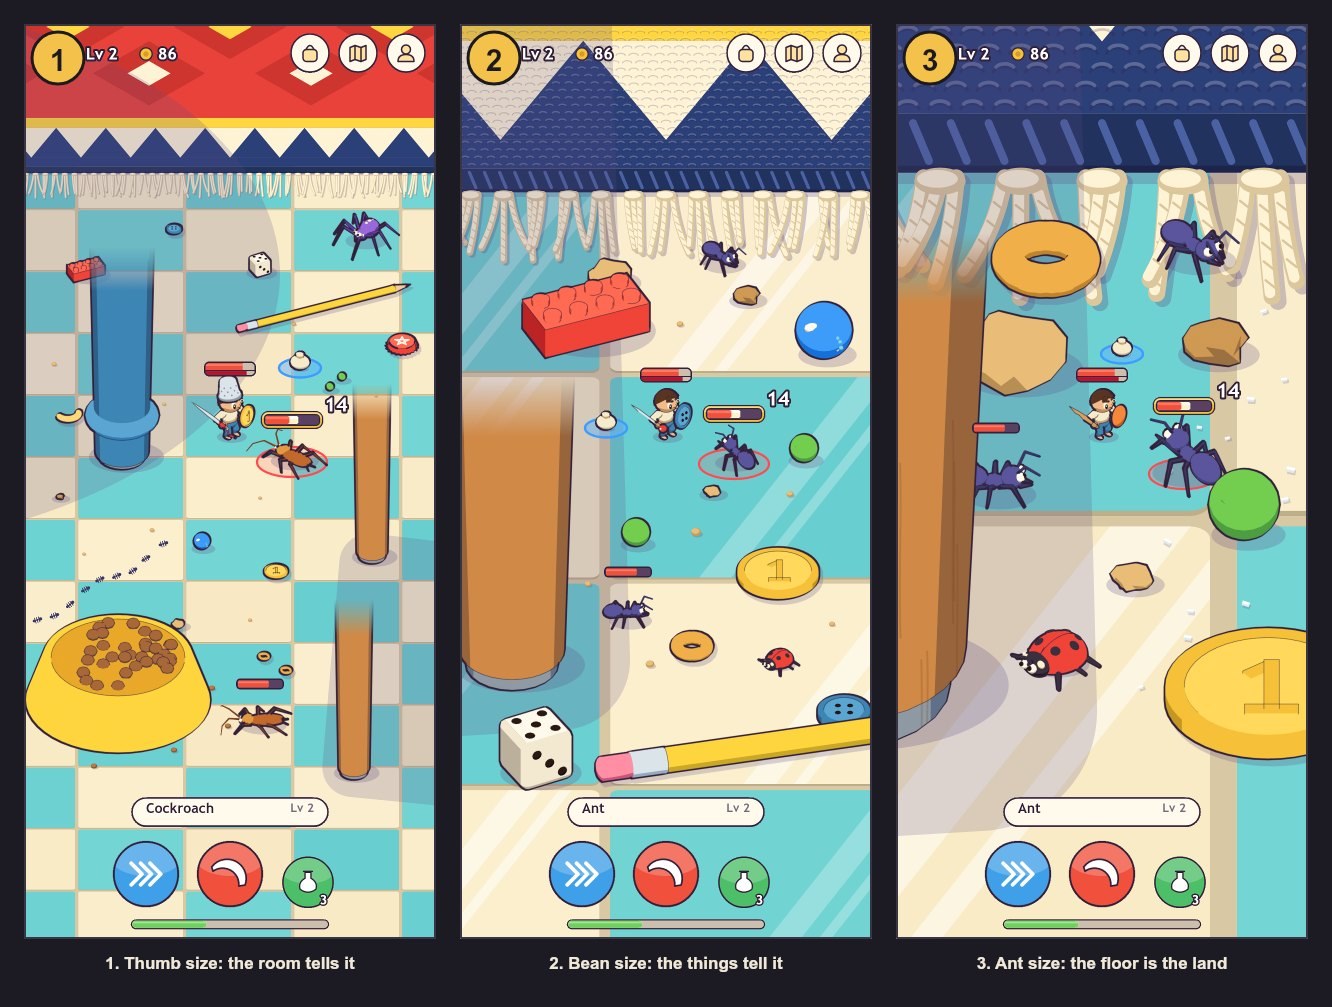 1
Lv 2
86
1
14
1
Cockroach
Lv 2
3
1. Thumb size: the room tells it
2
Lv 2
86
14
1
Ant
Lv 2
3
2. Bean size: the things tell it
3
Lv 2
86
14
1
Ant
Lv 2
3
3. Ant size: the floor is the land